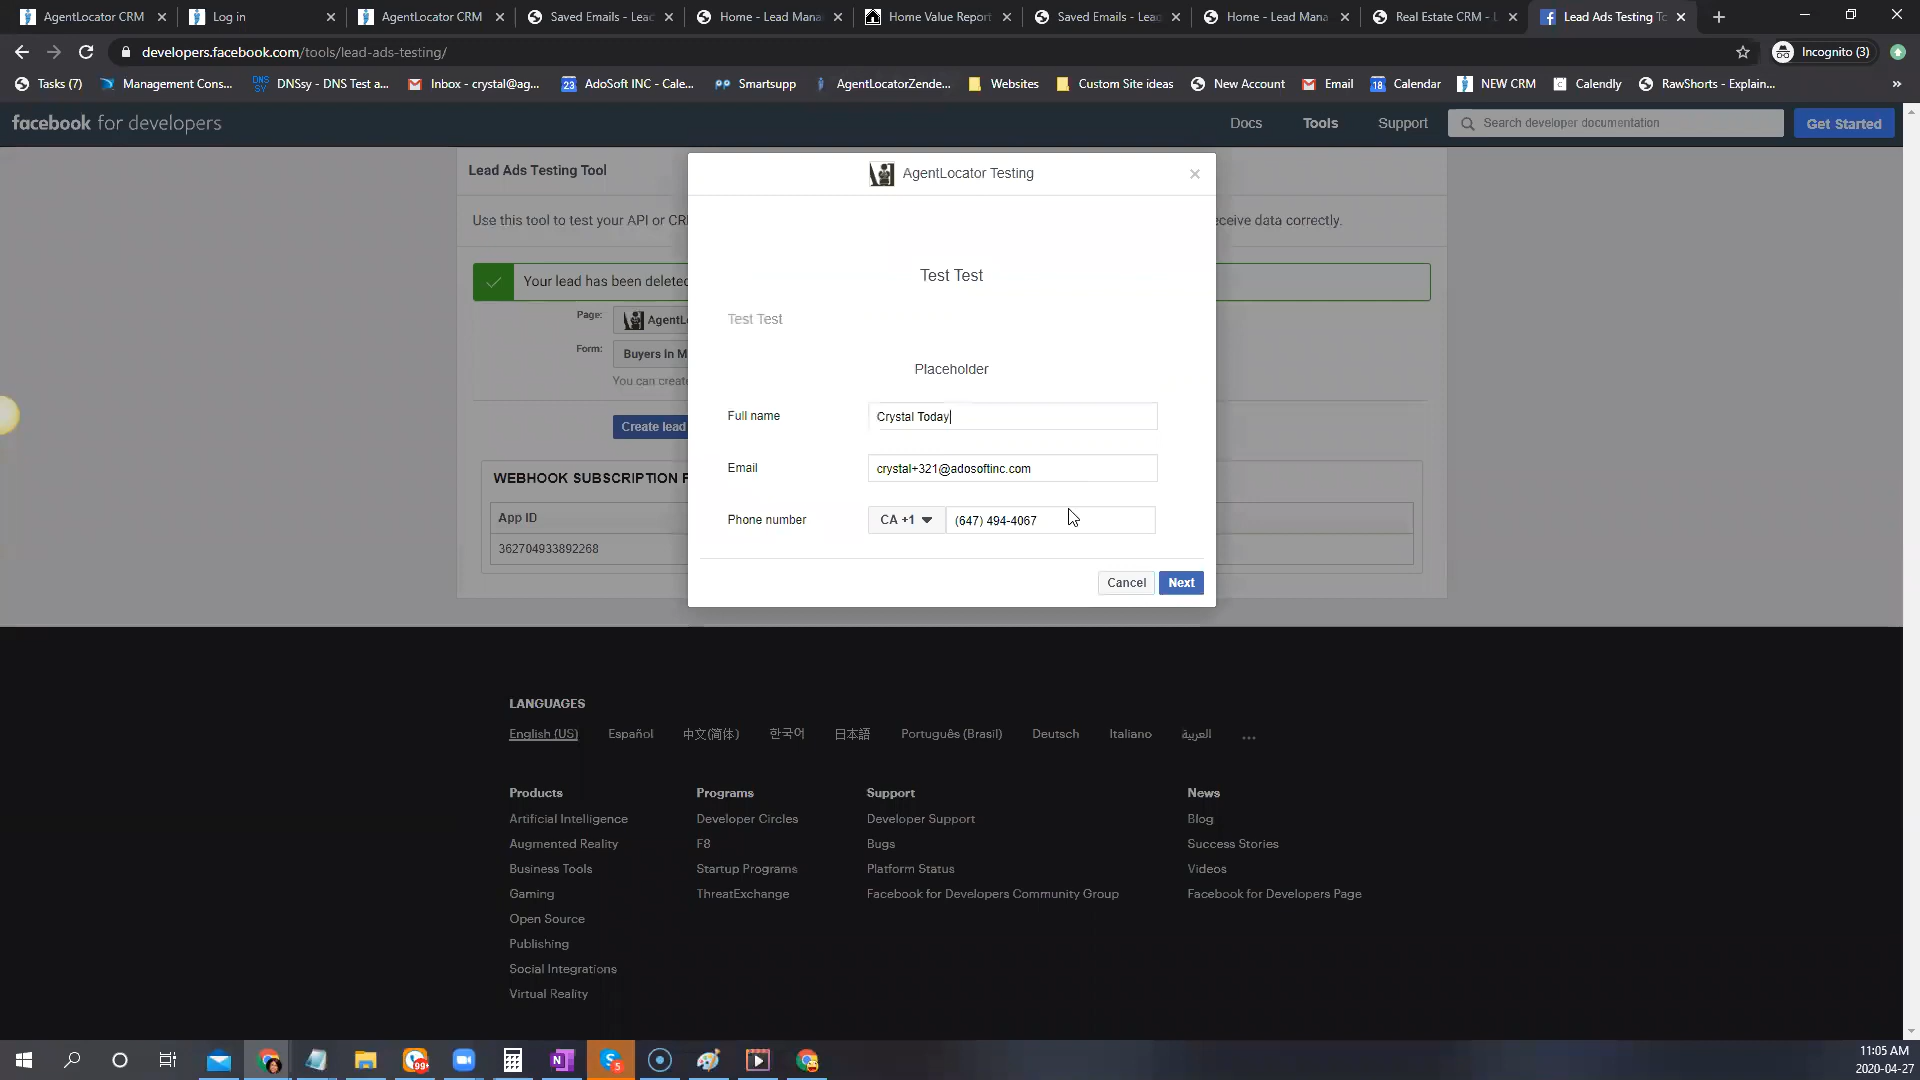 AgentLocator CRM
Log in
AgentLocator CRM
Saved Emails - Leac
Home - Lead Mana
Home Value Report
Saved Emails - Lea
Home - Lead Mana
Real Estate CRM - L
Lead Ads Testing To
developers.facebook.com/tools/lead-ads-testing/
Incognito (3)
Tasks (7)
Management Cons...
DNSsy - DNS Test a...
Inbox - crystal@ag...
AdoSoft INC - Cale...
Smartsupp
AgentLocatorZende...
Websites
Custom Site ideas
New Account
Email
Calendar
NEW CRM
Calendly
RawShorts - Explain...
»
facebook for developers
Docs
Tools
Support
Search developer documentation
Get Started
Lead Ads Testing Tool
AgentLocator Testing
Use this tool to test your API or CR
eceive data correctly.
Your lead has been deleted
Test Test
Page:
AgentLo
Test Test
Form:
Buyers In M
You can create
Placeholder
Full name
Crystal Today
Create lead
Email
crystal+321@adosoftinc.com
WEBHOOK SUBSCRIPTION F
App ID
Phone number
CA +1
(647) 494-4067
362704933892268
Cancel
Next
LANGUAGES
English (US)
Español
中文(简体)
한국어
日本語
Português (Brasil)
Deutsch
Italiano
العربية
...
Products
Programs
Support
News
Artificial Intelligence
Developer Circles
Developer Support
Blog
Augmented Reality
F8
Bugs
Success Stories
Business Tools
Startup Programs
Platform Status
Videos
Gaming
ThreatExchange
Facebook for Developers Community Group
Facebook for Developers Page
Open Source
Publishing
Social Integrations
Virtual Reality
11:05 AM
2020-04-27